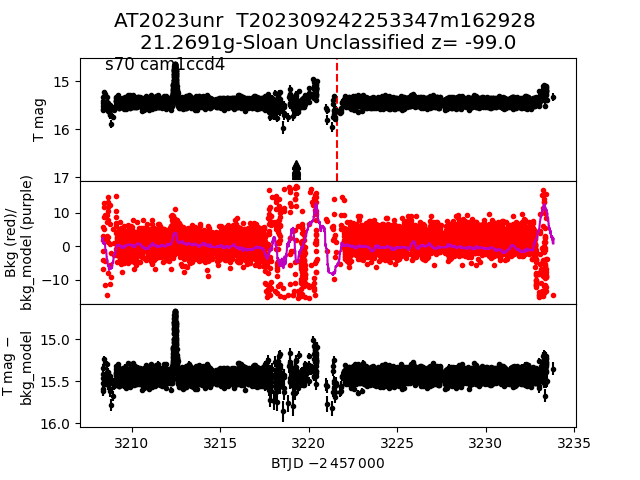 AT2023unr  T202309242253347m162928
21.2691g-Sloan Unclassified z= -99.0
s70 cam1ccd4
T mag
15
16
17
Bkg (red)/
bkg_model (purple)
10
0
−10
T mag −
bkg_model
15.0
15.5
16.0
3210 3215 3220 3225 3230 3235
BTJD −2 457 000